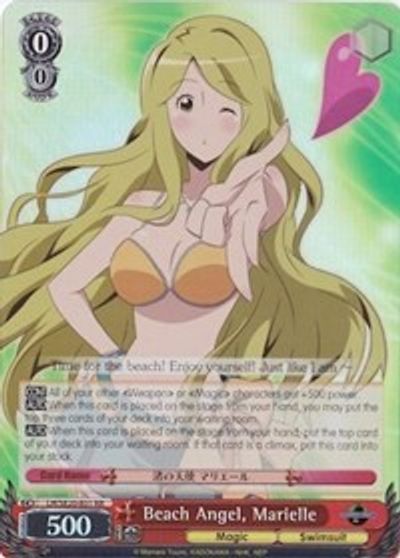 0
0
Time for the beach! Enjoy yourself! Just like I am ~
CONT All of your other «Weapon» or «Magic» characters get +500 power.
AUTO When this card is placed on the stage from your hand, you may put the
top three cards of your deck into your waiting room.
AUTO When this card is placed on the stage from your hand, put the top
card of your deck into your waiting room. If that card is a climax, put this card
into your waiting room.
Card Name 渚の天使 マリエール
500
Beach Angel, Marielle
Magic Swimsuit